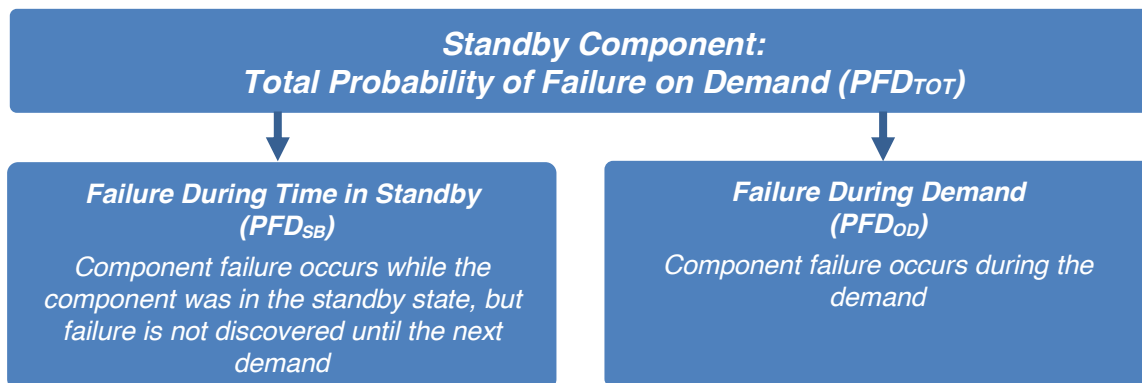 Standby Component:
Total Probability of Failure on Demand (PFDTOT)
Failure During Time in Standby
(PFDSB)
Component failure occurs while the
component was in the standby state, but
failure is not discovered until the next
demand
Failure During Demand
(PFDOD)
Component failure occurs during the
demand